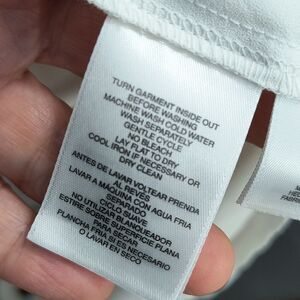 TURN GARMENT INSIDE OUT
BEFORE WASHING
MACHINE WASH COLD WATER
WASH SEPARATELY
GENTLE CYCLE
NO BLEACH
LAY FLAT TO DRY
COOL IRON IF NECESSARY OR
DRY CLEAN
ANTES DE LAVAR VOLTEAR PRENDA
AL REVES
LAVAR A MAQUINA CON AGUA FRIA
SEPARADO
CICLO SUAVE
NO UTILIZAR BLANQUEADOR
ESTIRE SOBRE SUPERFICIE PLANA
PLANCHA FRIA SI ES NECESARIO
O LAVAR EN SECO